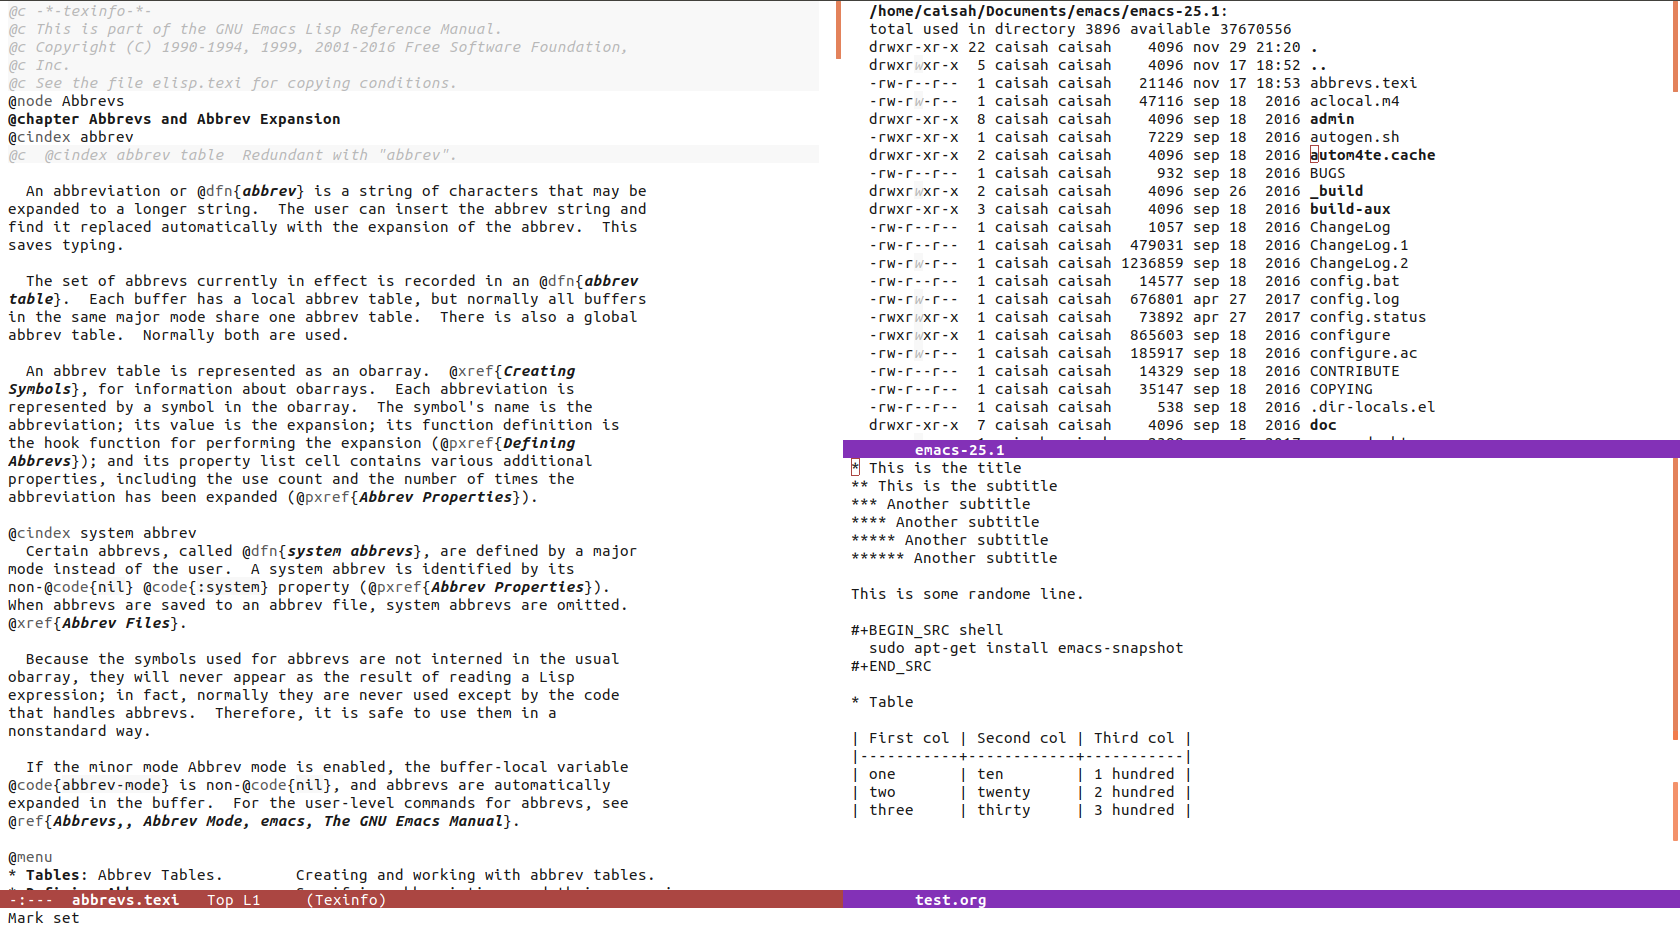 @c -*-texinfo-*-
@c This is part of the GNU Emacs Lisp Reference Manual.
@c Copyright (C) 1990-1994, 1999, 2001-2016 Free Software Foundation,
@c Inc.
@c See the file elisp.texi for copying conditions.
@node Abbrevs
@chapter Abbrevs and Abbrev Expansion
@cindex abbrev
@c  @cindex abbrev table  Redundant with "abbrev".

  An abbreviation or @dfn{abbrev} is a string of characters that may be
expanded to a longer string.  The user can insert the abbrev string and
find it replaced automatically with the expansion of the abbrev.  This
saves typing.

  The set of abbrevs currently in effect is recorded in an @dfn{abbrev
table}.  Each buffer has a local abbrev table, but normally all buffers
in the same major mode share one abbrev table.  There is also a global
abbrev table.  Normally both are used.

  An abbrev table is represented as an obarray.  @xref{Creating
Symbols}, for information about obarrays.  Each abbreviation is
represented by a symbol in the obarray.  The symbol's name is the
abbreviation; its value is the expansion; its function definition is
the hook function for performing the expansion (@pxref{Defining
Abbrevs}); and its property list cell contains various additional
properties, including the use count and the number of times the
abbreviation has been expanded (@pxref{Abbrev Properties}).

@cindex system abbrev
  Certain abbrevs, called @dfn{system abbrevs}, are defined by a major
mode instead of the user.  A system abbrev is identified by its
non-@code{nil} @code{:system} property (@pxref{Abbrev Properties}).
When abbrevs are saved to an abbrev file, system abbrevs are omitted.
@xref{Abbrev Files}.

  Because the symbols used for abbrevs are not interned in the usual
obarray, they will never appear as the result of reading a Lisp
expression; in fact, normally they are never used except by the code
that handles abbrevs.  Therefore, it is safe to use them in a
nonstandard way.

  If the minor mode Abbrev mode is enabled, the buffer-local variable
@code{abbrev-mode} is non-@code{nil}, and abbrevs are automatically
expanded in the buffer.  For the user-level commands for abbrevs, see
@ref{Abbrevs,, Abbrev Mode, emacs, The GNU Emacs Manual}.

@menu
* Tables: Abbrev Tables.        Creating and working with abbrev tables.
-:---  abbrevs.texi   Top L1     (Texinfo)
Mark set
/home/caisah/Documents/emacs/emacs-25.1:
total used in directory 3896 available 37670556
drwxr-xr-x 22 caisah caisah    4096 nov 29 21:20 .
drwxrwxr-x  5 caisah caisah    4096 nov 17 18:52 ..
-rw-r--r--  1 caisah caisah   21146 nov 17 18:53 abbrevs.texi
-rw-rw-r--  1 caisah caisah   47116 sep 18  2016 aclocal.m4
drwxr-xr-x  8 caisah caisah    4096 sep 18  2016 admin
-rwxr-xr-x  1 caisah caisah    7229 sep 18  2016 autogen.sh
drwxr-xr-x  2 caisah caisah    4096 sep 18  2016 autom4te.cache
-rw-r--r--  1 caisah caisah     932 sep 18  2016 BUGS
drwxrwxr-x  2 caisah caisah    4096 sep 26  2016 _build
drwxr-xr-x  3 caisah caisah    4096 sep 18  2016 build-aux
-rw-r--r--  1 caisah caisah    1057 sep 18  2016 ChangeLog
-rw-r--r--  1 caisah caisah  479031 sep 18  2016 ChangeLog.1
-rw-rw-r--  1 caisah caisah 1236859 sep 18  2016 ChangeLog.2
-rw-r--r--  1 caisah caisah   14577 sep 18  2016 config.bat
-rw-rw-r--  1 caisah caisah  676801 apr 27  2017 config.log
-rwxrwxr-x  1 caisah caisah   73892 apr 27  2017 config.status
-rwxrwxr-x  1 caisah caisah  865603 sep 18  2016 configure
-rw-rw-r--  1 caisah caisah  185917 sep 18  2016 configure.ac
-rw-r--r--  1 caisah caisah   14329 sep 18  2016 CONTRIBUTE
-rw-r--r--  1 caisah caisah   35147 sep 18  2016 COPYING
-rw-r--r--  1 caisah caisah     538 sep 18  2016 .dir-locals.el
drwxr-xr-x  7 caisah caisah    4096 sep 18  2016 doc
emacs-25.1
* This is the title
** This is the subtitle
*** Another subtitle
**** Another subtitle
***** Another subtitle
****** Another subtitle

This is some randome line.

#+BEGIN_SRC shell
  sudo apt-get install emacs-snapshot
#+END_SRC

* Table

| First col | Second col | Third col |
|-----------+------------+-----------|
| one       | ten        | 1 hundred |
| two       | twenty     | 2 hundred |
| three     | thirty     | 3 hundred |
test.org